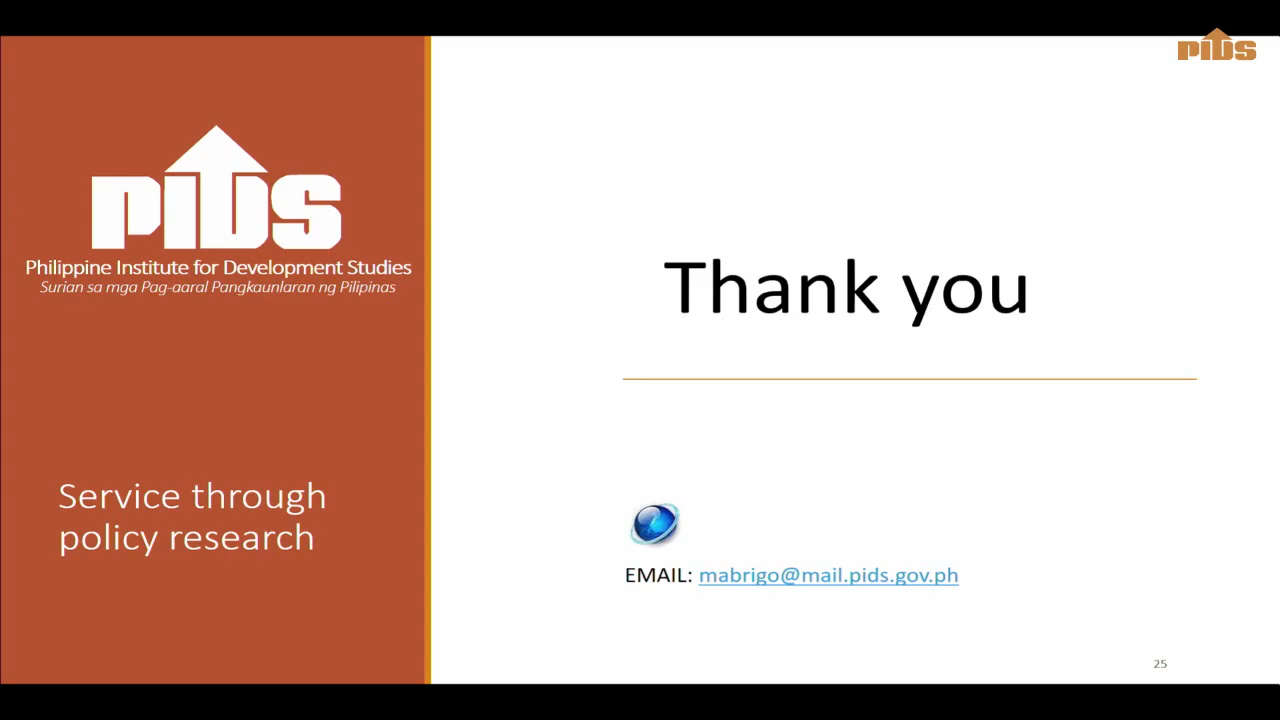 PIDS
PIDS
Philippine Institute for Development Studies
Surian sa mga Pag-aaral Pangkaunlaran ng Pilipinas
Thank you
Service through
policy research
EMAIL: mabrigo@mail.pids.gov.ph
25